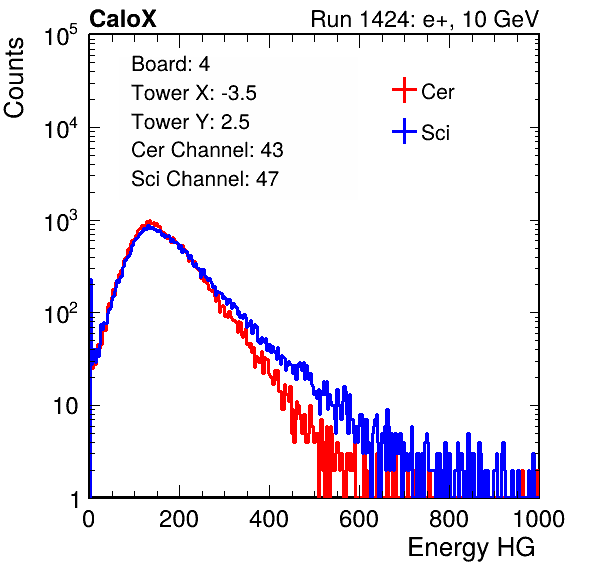 CaloX Run 1424: e+, 10 GeV
Counts
Board: 4
Tower X: -3.5
Tower Y: 2.5
Cer Channel: 43
Sci Channel: 47
Cer
Sci
10^5
10^4
10^3
10^2
10
1
0 200 400 600 800 1000
Energy HG